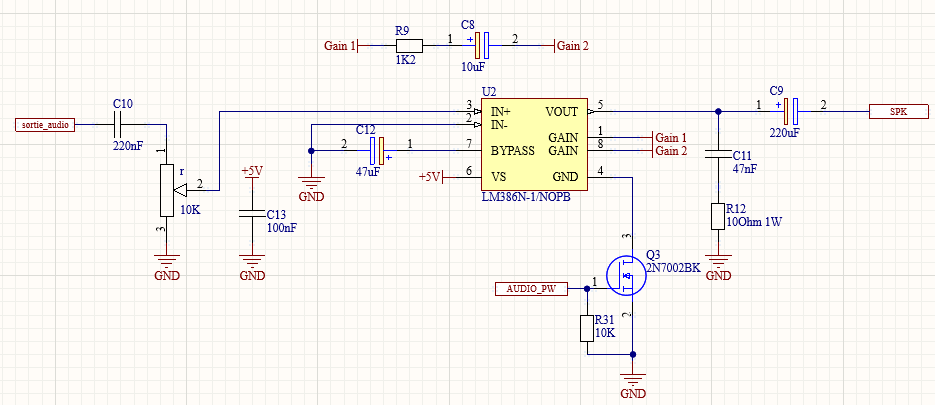 Gain 1
R9
1K2
1
C8
+
2
10uF
Gain 2
sortie_audio
C10
220nF
1
r
2
10K
3
GND
+5V
C13
100nF
GND
GND
2
C12
+
1
47uF
+5V
U2
3
IN+
2
IN-
7
BYPASS
6
VS
VOUT
5
GAIN
1
Gain 1
GAIN
8
Gain 2
GND
4
LM386N-1/NOPB
1
C9
+
2
220uF
SPK
C11
47nF
R12
10Ohm 1W
GND
AUDIO_PW
1
3
Q3
2N7002BK
2
R31
10K
GND